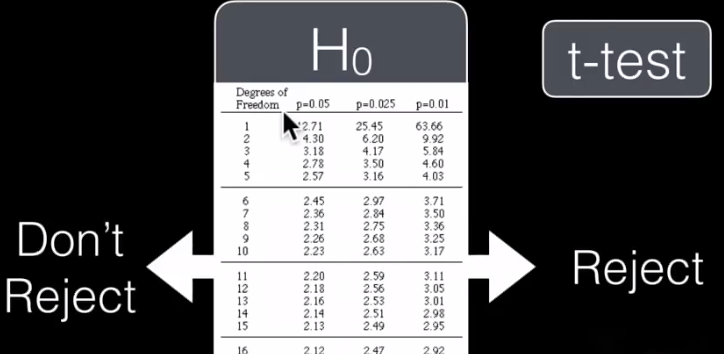 H₀
t-test
Degrees of
Freedom p=0.05 p=0.025 p=0.01
1 2.71 25.45 63.66
2 4.30 6.20 9.92
3 3.18 4.17 5.84
4 2.78 3.50 4.60
5 2.57 3.16 4.03
6 2.45 2.97 3.71
7 2.36 2.84 3.50
8 2.31 2.75 3.36
9 2.26 2.68 3.25
10 2.23 2.63 3.17
11 2.20 2.59 3.11
12 2.18 2.56 3.05
13 2.16 2.53 3.01
14 2.14 2.51 2.98
15 2.13 2.49 2.95
16 2.12 2.47 2.92
Don't
Reject
Reject